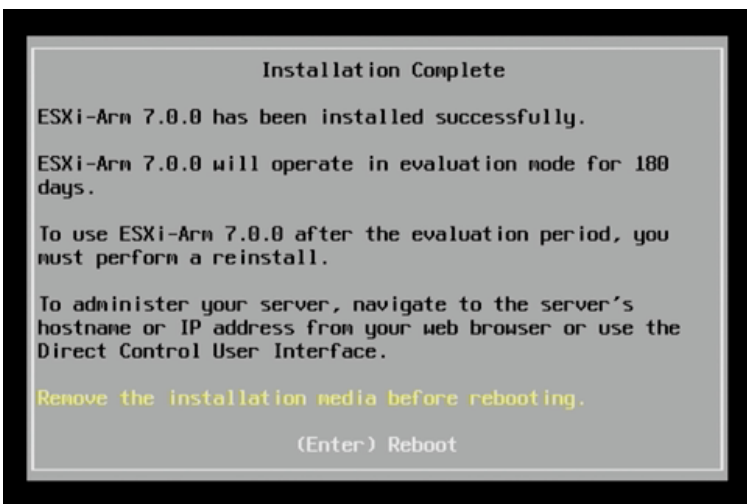 Installation Complete
ESXi-Arm 7.0.0 has been installed successfully.
ESXi-Arm 7.0.0 will operate in evaluation mode for 180
days.
To use ESXi-Arm 7.0.0 after the evaluation period, you
must perform a reinstall.
To administer your server, navigate to the server's
hostname or IP address from your web browser or use the
Direct Control User Interface.
Remove the installation media before rebooting.
(Enter) Reboot